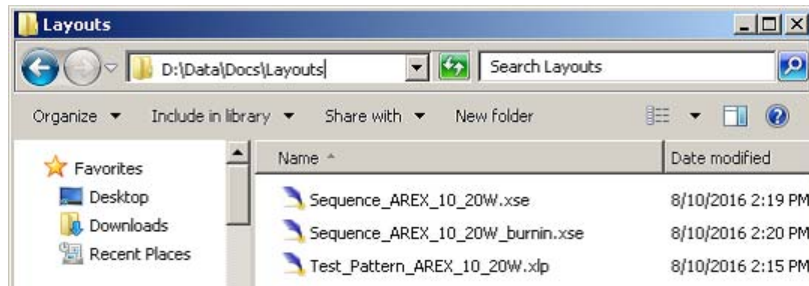 Layouts
D:\Data\Docs\Layouts
Search Layouts
Organize Include in library Share with New folder
Favorites
Desktop
Downloads
Recent Places
Name Date modified
Sequence_AREX_10_20W.xse 8/10/2016 2:19 PM
Sequence_AREX_10_20W_burnin.xse 8/10/2016 2:20 PM
Test_Pattern_AREX_10_20W.xlp 8/10/2016 2:15 PM